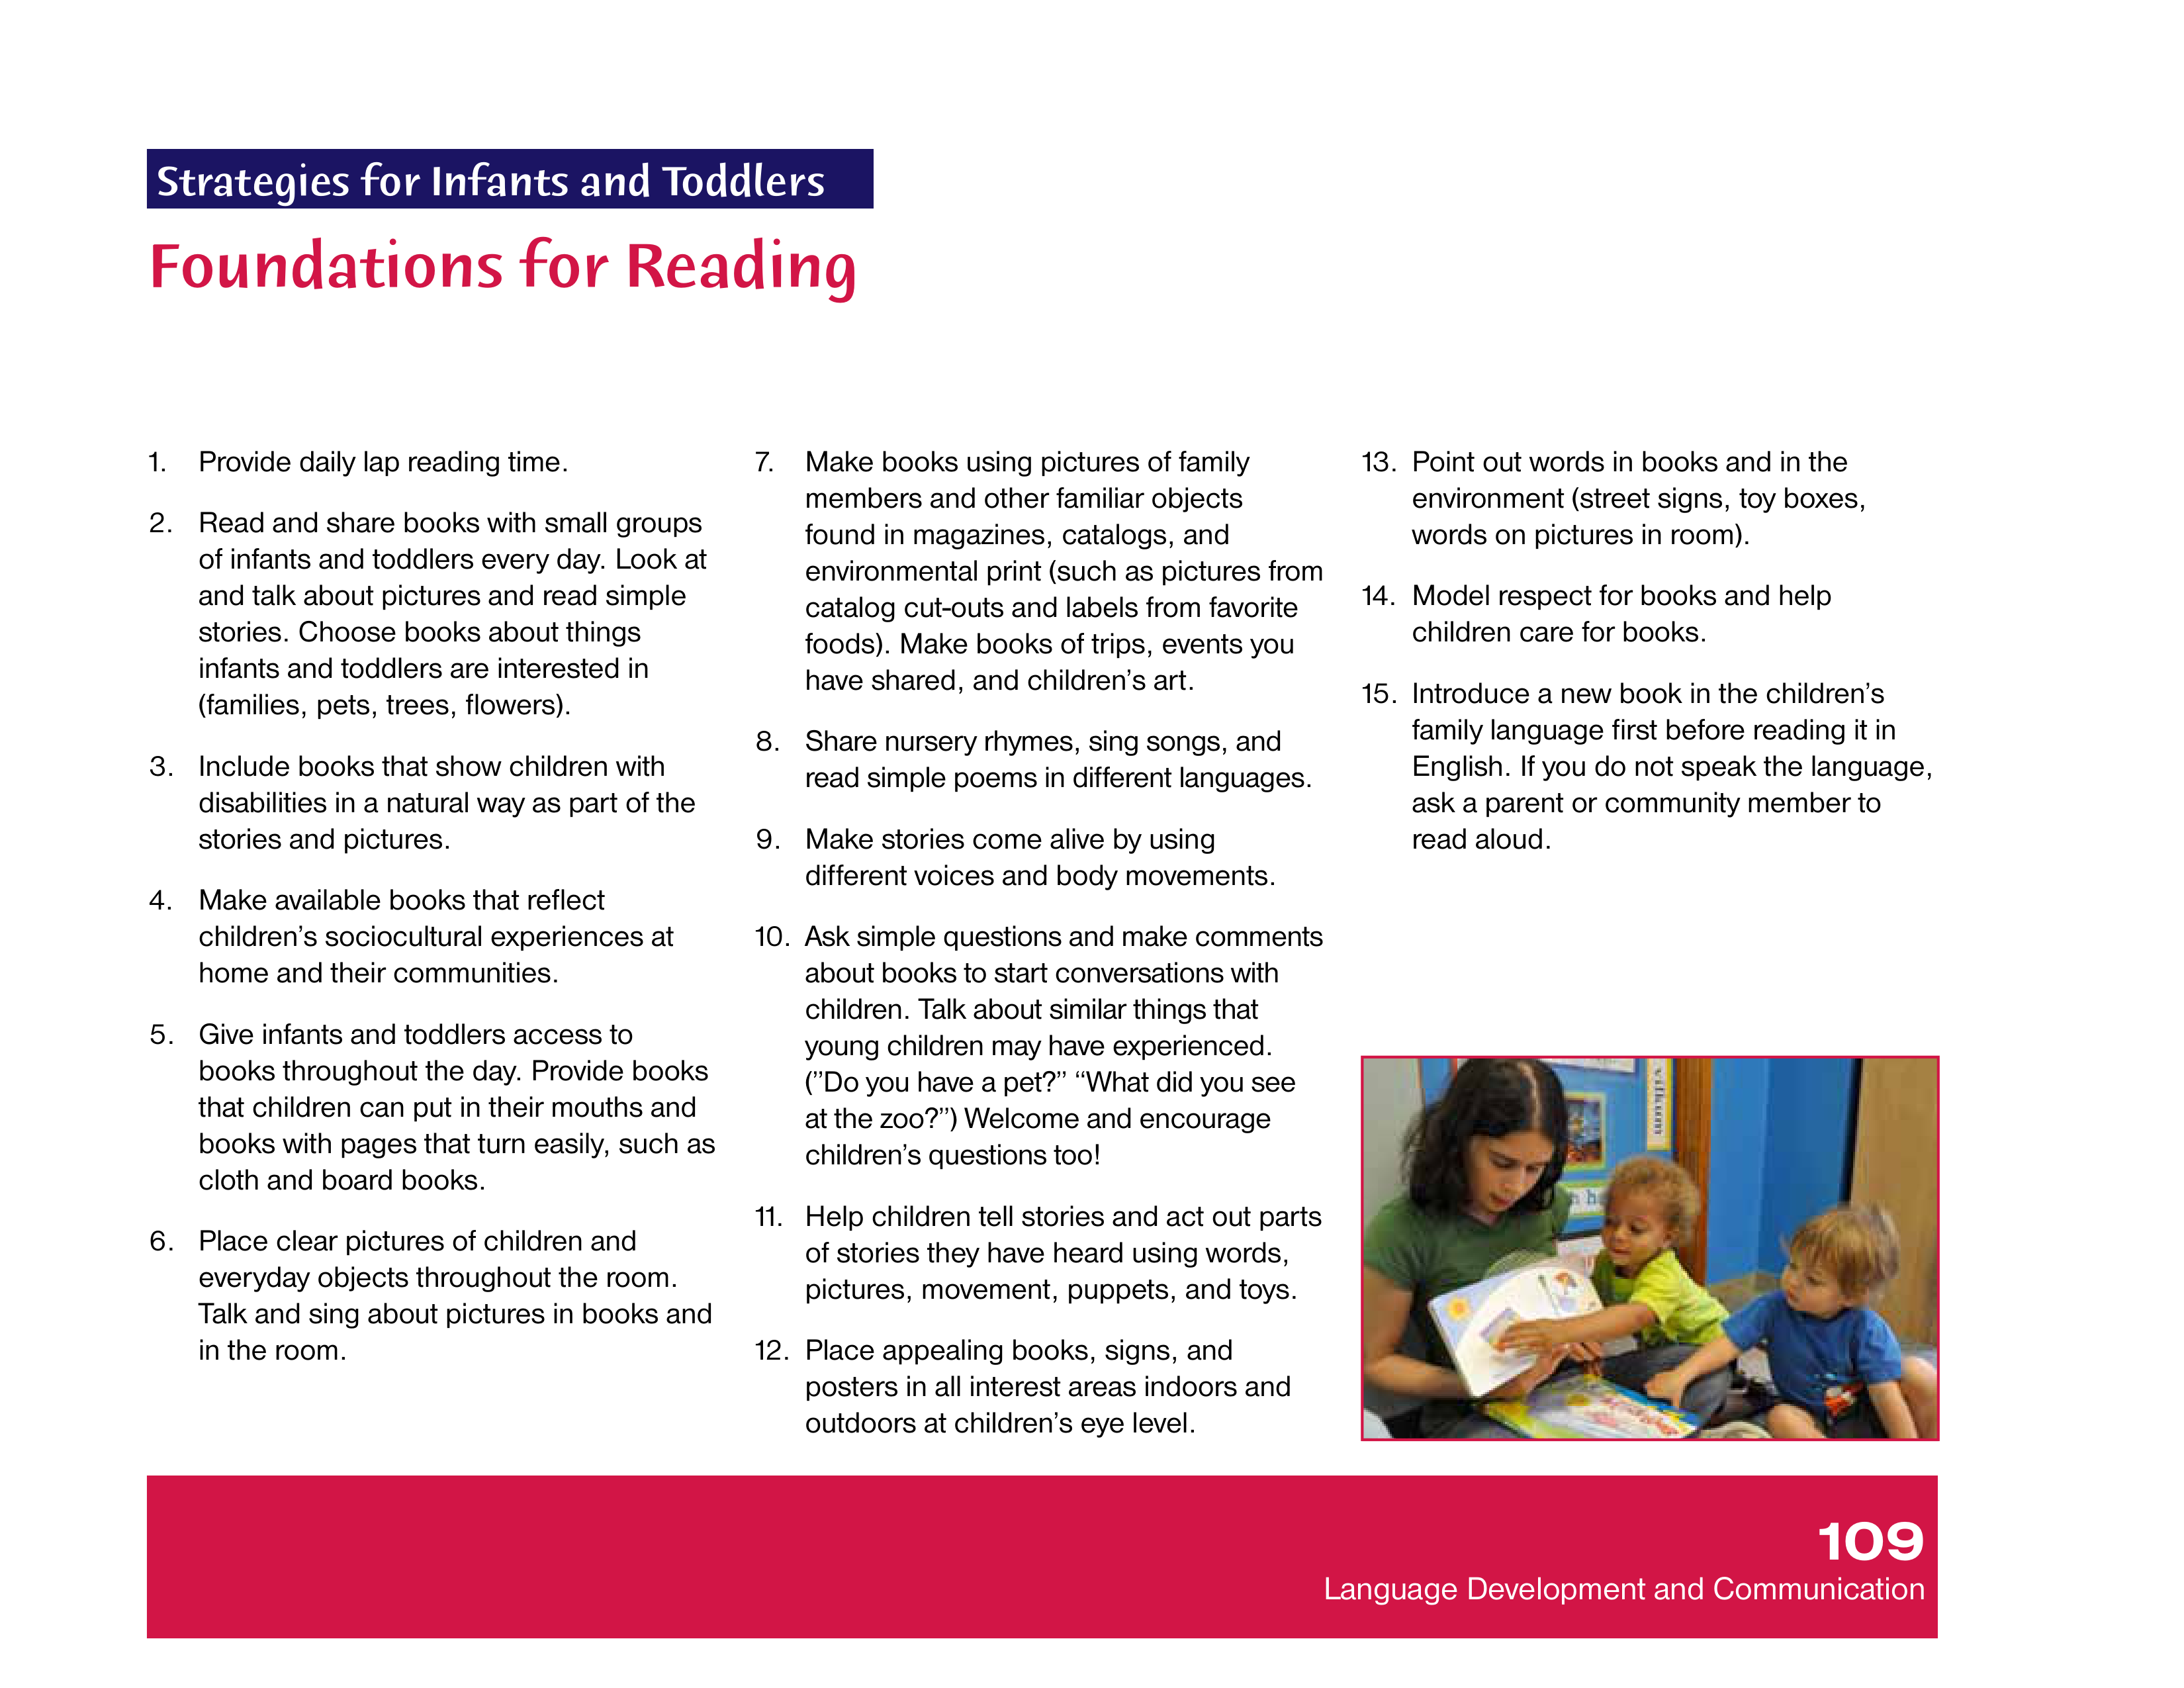 Strategies for Infants and Toddlers
Foundations for Reading
1. Provide daily lap reading time.
2. Read and share books with small groups
of infants and toddlers every day. Look at
and talk about pictures and read simple
stories. Choose books about things
infants and toddlers are interested in
(families, pets, trees, flowers).
3. Include books that show children with
disabilities in a natural way as part of the
stories and pictures.
4. Make available books that reflect
children’s sociocultural experiences at
home and their communities.
5. Give infants and toddlers access to
books throughout the day. Provide books
that children can put in their mouths and
books with pages that turn easily, such as
cloth and board books.
6. Place clear pictures of children and
everyday objects throughout the room.
Talk and sing about pictures in books and
in the room.
7. Make books using pictures of family
members and other familiar objects
found in magazines, catalogs, and
environmental print (such as pictures from
catalog cut-outs and labels from favorite
foods). Make books of trips, events you
have shared, and children’s art.
8. Share nursery rhymes, sing songs, and
read simple poems in different languages.
9. Make stories come alive by using
different voices and body movements.
10. Ask simple questions and make comments
about books to start conversations with
children. Talk about similar things that
young children may have experienced.
(”Do you have a pet?” “What did you see
at the zoo?”) Welcome and encourage
children’s questions too!
11. Help children tell stories and act out parts
of stories they have heard using words,
pictures, movement, puppets, and toys.
12. Place appealing books, signs, and
posters in all interest areas indoors and
outdoors at children’s eye level.
13. Point out words in books and in the
environment (street signs, toy boxes,
words on pictures in room).
14. Model respect for books and help
children care for books.
15. Introduce a new book in the children’s
family language first before reading it in
English. If you do not speak the language,
ask a parent or community member to
read aloud.
109
Language Development and Communication